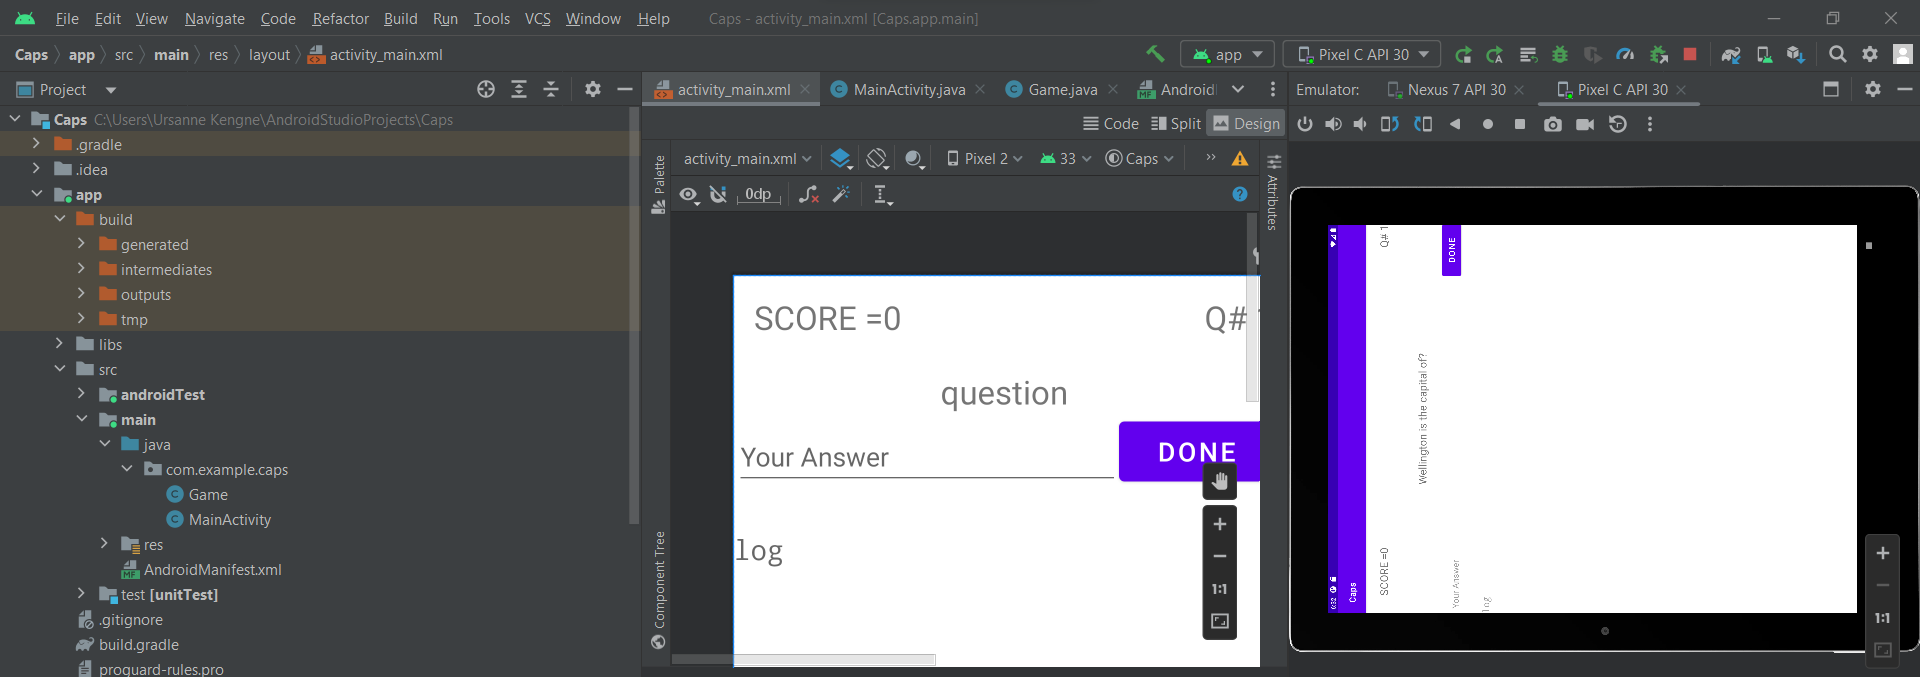 File Edit View Navigate Code Refactor Build Run Tools VCS Window Help Caps - activity_main.xml [Caps.app.main]
Caps app src main res layout activity_main.xml app Pixel C API 30
Project activity_main.xml MainActivity.java Game.java Android Emulator: Nexus 7 API 30 Pixel C API 30
Code Split Design
Caps C:\Users\Ursanne Kengne\AndroidStudioProjects\Caps
.gradle
.idea
app
build
generated
intermediates
outputs
tmp
libs
src
androidTest
main
java
com.example.caps
Game
MainActivity
res
AndroidManifest.xml
test [unitTest]
.gitignore
build.gradle
proguard-rules.pro
Palette
Component Tree
activity_main.xml Pixel 2 33 Caps
0dp
SCORE =0 Q#
question
Your Answer DONE
log
1:1
Attributes
Caps
SCORE =0 Q# 1
Wellington is the capital of?
Your Answer DONE
log
1:1